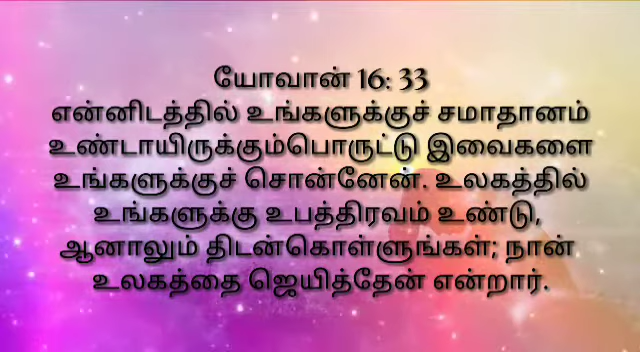 யோவான் 16: 33
என்னிடத்தில் உங்களுக்குச் சமாதானம்
உண்டாயிருக்கும்பொருட்டு இவைகளை
உங்களுக்குச் சொன்னேன். உலகத்தில்
உங்களுக்கு உபத்திரவம் உண்டு,
ஆனாலும் திடன்கொள்ளுங்கள்; நான்
உலகத்தை ஜெயித்தேன் என்றார்.